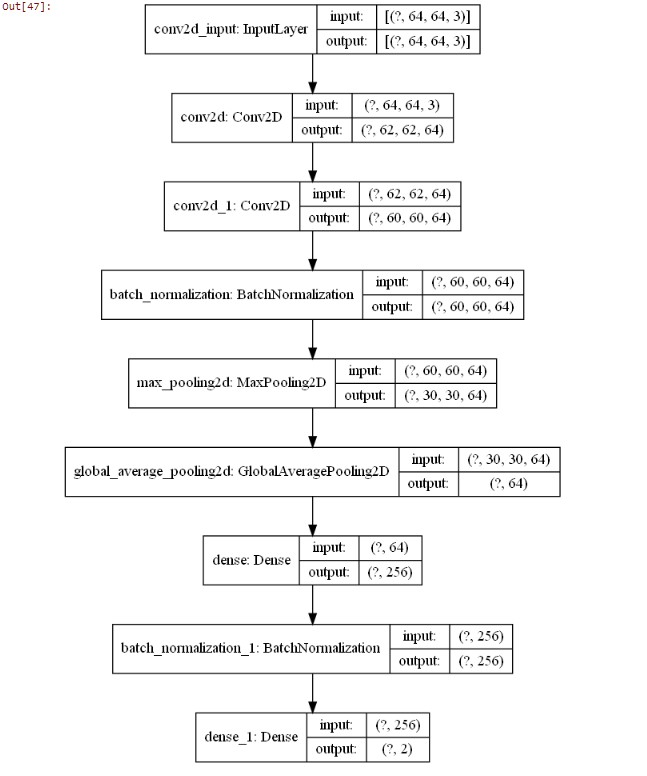 Out[47]:
conv2d_input: InputLayer input: [(?, 64, 64, 3)]
output: [(?, 64, 64, 3)]
conv2d: Conv2D input: (?, 64, 64, 3)
output: (?, 62, 62, 64)
conv2d_1: Conv2D input: (?, 62, 62, 64)
output: (?, 60, 60, 64)
batch_normalization: BatchNormalization input: (?, 60, 60, 64)
output: (?, 60, 60, 64)
max_pooling2d: MaxPooling2D input: (?, 60, 60, 64)
output: (?, 30, 30, 64)
global_average_pooling2d: GlobalAveragePooling2D input: (?, 30, 30, 64)
output: (?, 64)
dense: Dense input: (?, 64)
output: (?, 256)
batch_normalization_1: BatchNormalization input: (?, 256)
output: (?, 256)
dense_1: Dense input: (?, 256)
output: (?, 2)